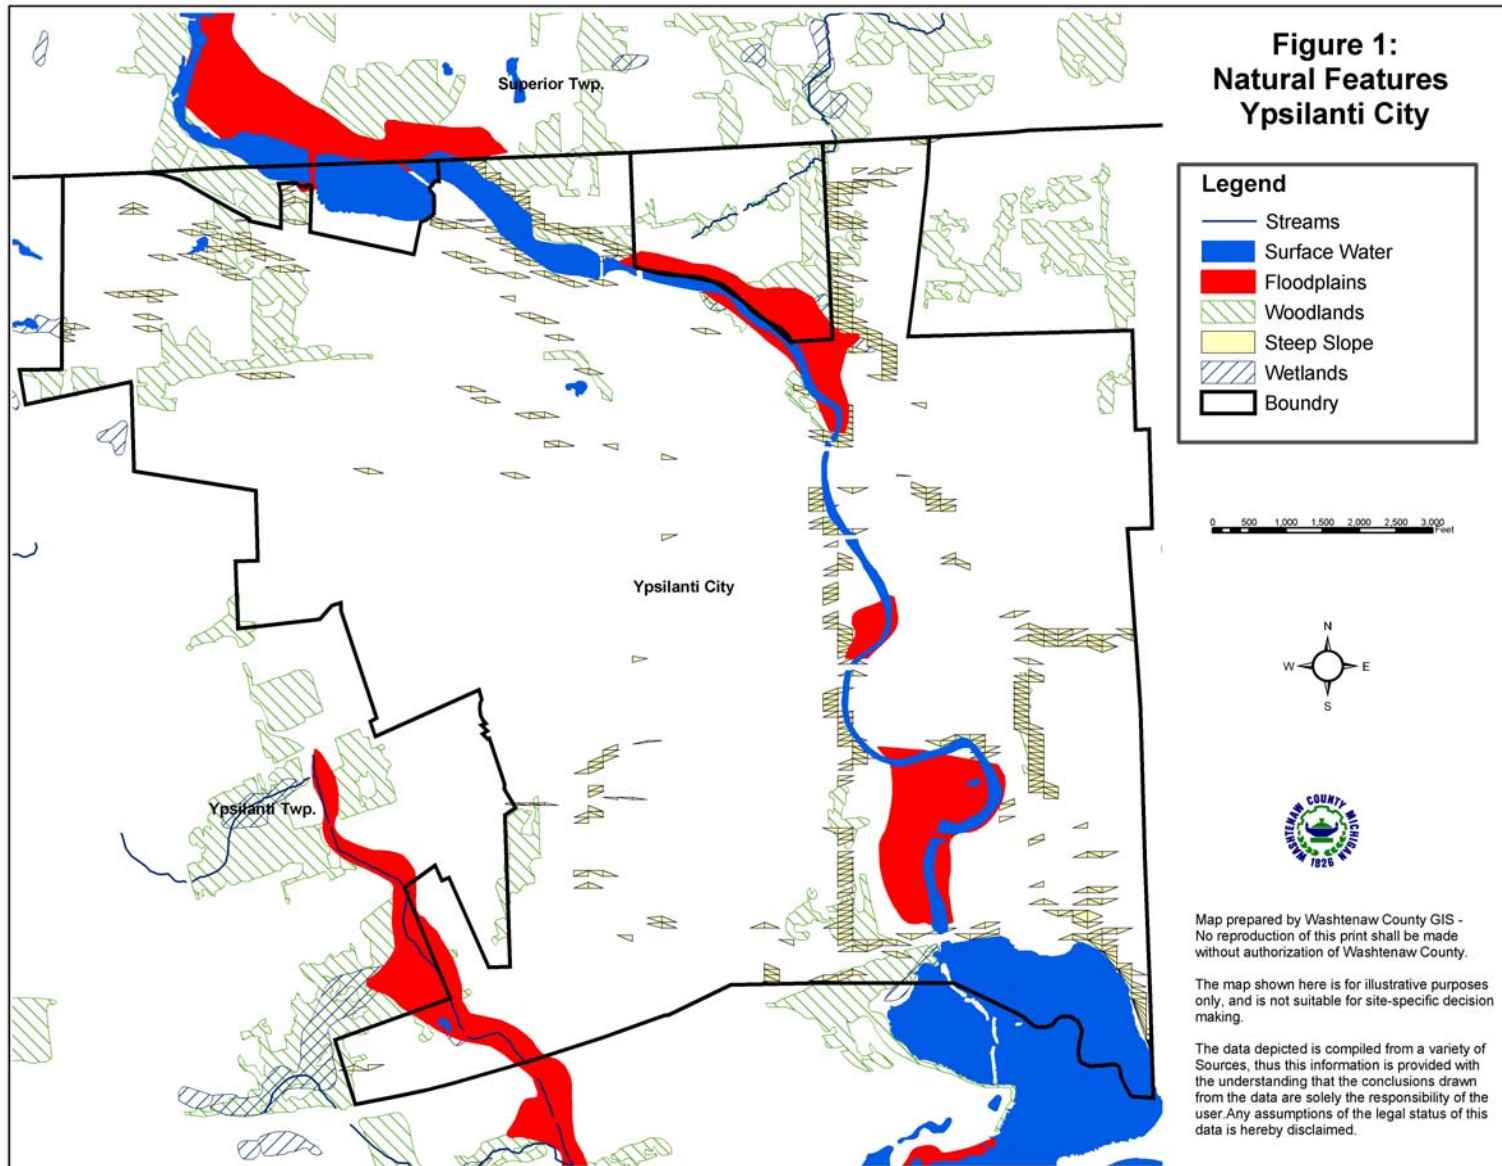 Figure 1:
Natural Features
Ypsilanti City
Superior Twp.
Legend
Streams
Surface Water
Floodplains
Woodlands
Steep Slope
Wetlands
Boundry
0 500 1,000 1,500 2,000 2,500 3,000
Feet
Ypsilanti City
N
W E
S
Ypsilanti Twp.
WASHTENAW COUNTY MICHIGAN
1826
Map prepared by Washtenaw County GIS -
No reproduction of this print shall be made
without authorization of Washtenaw County.
The map shown here is for illustrative purposes
only, and is not suitable for site-specific decision
making.
The data depicted is compiled from a variety of
Sources, thus this information is provided with
the understanding that the conclusions drawn
from the data are solely the responsibility of the
user.Any assumptions of the legal status of this
data is hereby disclaimed.